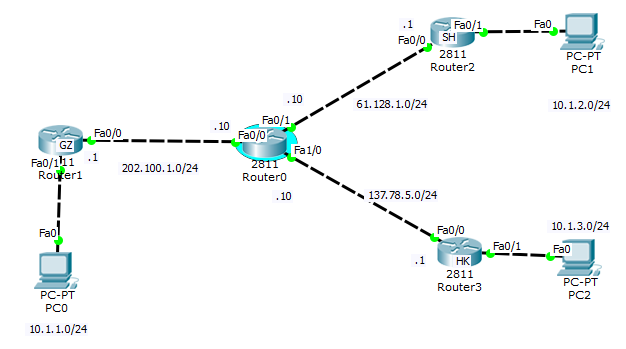 .1
Fa0/1
Fa0
SH
Fa0/0
2811
Router2
PC-PT
PC1
.10
61.128.1.0/24
10.1.2.0/24
.10
Fa0/1
Fa0/0
Fa0/0
GZ
Fa0/1
11
Router1
.1
202.100.1.0/24
2811
Router0
Fa1/0
.10
137.78.5.0/24
10.1.3.0/24
Fa0/0
Fa0/1
Fa0
.1
HK
2811
Router3
PC-PT
PC2
Fa0
PC-PT
PC0
10.1.1.0/24